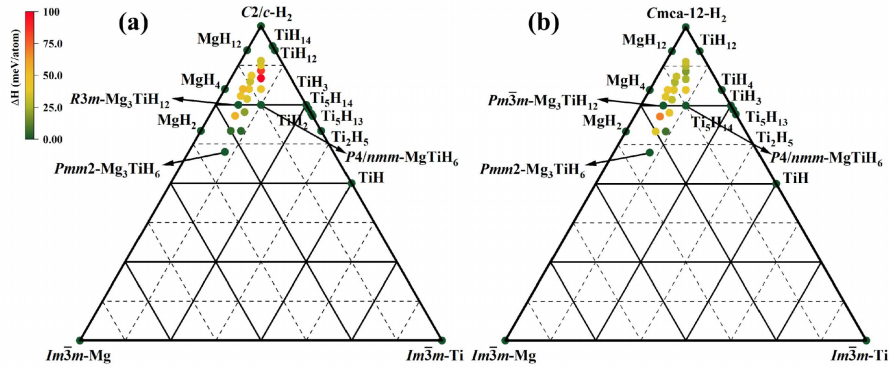 (a)
C2/c-H₂
100
75.0
50.0
25.0
0.00
ΔH (meV/atom)
MgH₁₂
TiH₁₄
TiH₁₂
MgH₄
TiH₃
R3m-Mg₃TiH₁₂
Ti₅H₁₄
Ti₅H₁₃
MgH₂
TiH₂
Ti₂H₅
P4/nmm-MgTiH₆
Pmm2-Mg₃TiH₆
TiH
Im3̅m-Mg
Im3̅m-Ti
(b)
Cmca-12-H₂
MgH₁₂
TiH₁₂
MgH₄
TiH₄
TiH₃
Pm3̅m-Mg₃TiH₁₂
Ti₅H₁₄
Ti₅H₁₃
MgH₂
Ti₂H₅
P4/nmm-MgTiH₆
Pmm2-Mg₃TiH₆
TiH
Im3̅m-Mg
Im3̅m-Ti